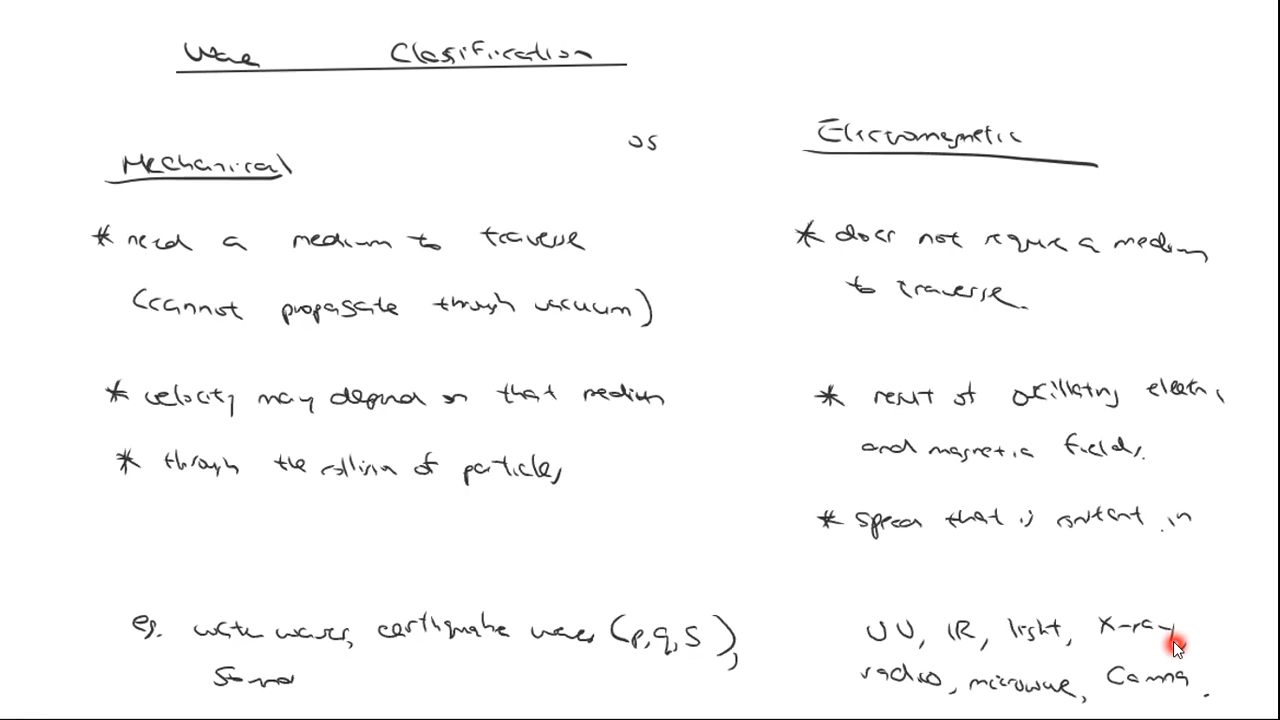 Wave Classification
Mechanical
vs
Electromagnetic
* need a medium to traverse
(cannot propagate through vacuum)
* velocity may depend on that medium
* through the collision of particles
eg. water waves, earthquake waves (p, q, s),
Sound
* does not require a medium
to traverse.
* result of oscillating electric
and magnetic fields.
* speed that is constant in
UV, IR, light, X-ray
radio, microwave, Gamma.